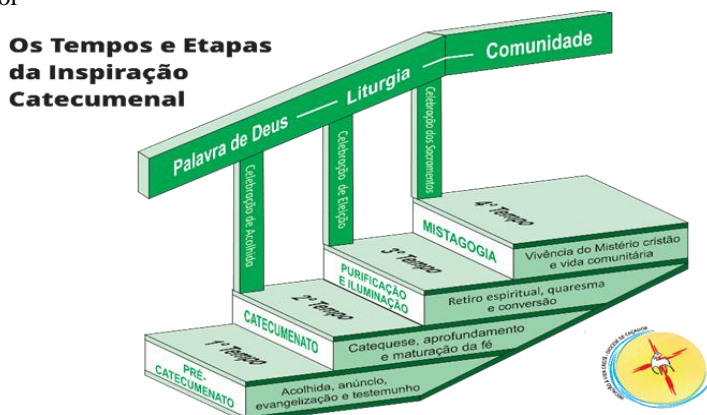 Os Tempos e Etapas
da Inspiração
Catecumenal
Palavra de Deus — Liturgia — Comunidade
Celebração de Acolhida
Celebração de Eleição
Celebração dos Sacramentos
4º Tempo
MISTAGOGIA
Vivência do Mistério cristão
e vida comunitária
3º Tempo
PURIFICAÇÃO
E ILUMINAÇÃO
Retiro espiritual, quaresma
e conversão
2º Tempo
CATECUMENATO
Catequese, aprofundamento
e maturação da fé
1º Tempo
PRÉ-
CATECUMENATO
Acolhida, anúncio,
evangelização e testemunho